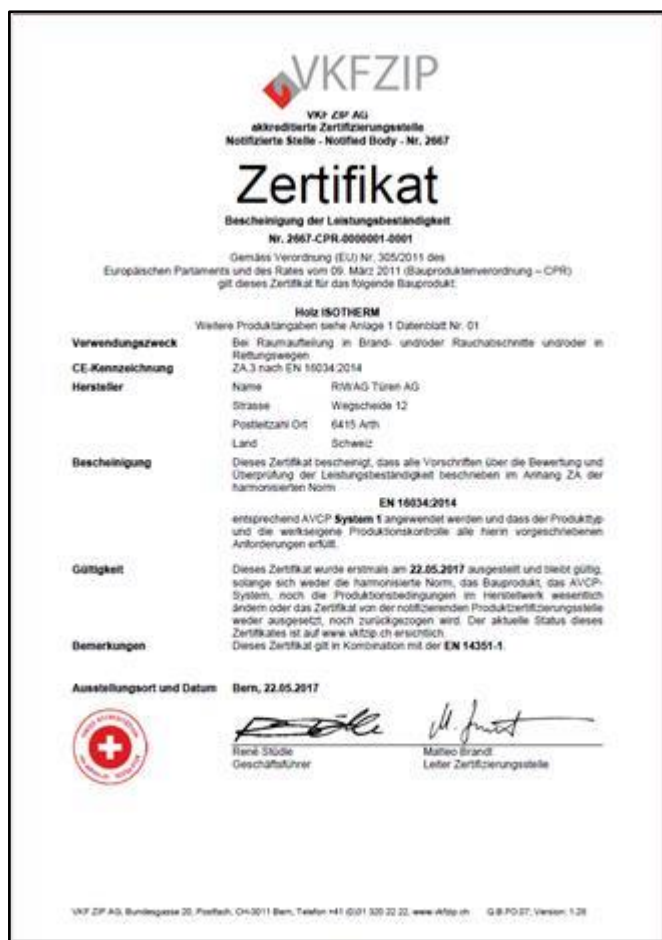 VKFZIP
VKF ZIP AG
akkreditierte Zertifizierungsstelle
Notifizierte Stelle - Notified Body - Nr. 2667
Zertifikat
Bescheinigung der Leistungsbeständigkeit
Nr. 2667-CPR-0000001-0001
Gemäss Verordnung (EU) Nr. 305/2011 des
Europäischen Parlaments und des Rates vom 09. März 2011 (Bauproduktenverordnung – CPR)
gilt dieses Zertifikat für das folgende Bauprodukt:
Holz ISOTHERM
Weitere Produktangaben siehe Anlage 1 Datenblatt Nr. 01
Verwendungszweck Bei Raumaufteilung in Brand- und/oder Rauchabschnitte und/oder in
Rettungswegen
CE-Kennzeichnung ZA.3 nach EN 16034:2014
Hersteller Name RIWAG Türen AG
Strasse Wegscheide 12
Postleitzahl Ort 6415 Arth
Land Schweiz
Bescheinigung Dieses Zertifikat bescheinigt, dass alle Vorschriften über die Bewertung und
Überprüfung der Leistungsbeständigkeit beschrieben im Anhang ZA der
harmonisierten Norm
EN 16034:2014
entsprechend AVCP System 1 angewendet werden und dass der Produkttyp
und die werkseigene Produktionskontrolle alle hierin vorgeschriebenen
Anforderungen erfüllt.
Gültigkeit Dieses Zertifikat wurde erstmals am 22.05.2017 ausgestellt und bleibt gültig,
solange sich weder die harmonisierte Norm, das Bauprodukt, das AVCP-
System, noch die Produktionsbedingungen im Herstellwerk wesentlich
ändern oder das Zertifikat von der notifizierenden Produktzertifizierungsstelle
weder ausgesetzt, noch zurückgezogen wird. Der aktuelle Status dieses
Zertifikates ist auf www.vkfzip.ch ersichtlich.
Bemerkungen Dieses Zertifikat gilt in Kombination mit der EN 14351-1.
Ausstellungsort und Datum Bern, 22.05.2017
René Stüdle Matteo Brandt
Geschäftsführer Leiter Zertifizierungsstelle
VKF ZIP AG, Bundesgasse 20, Postfach, CH-3011 Bern, Telefon +41 (0)31 320 22 22, www.vkfzip.ch